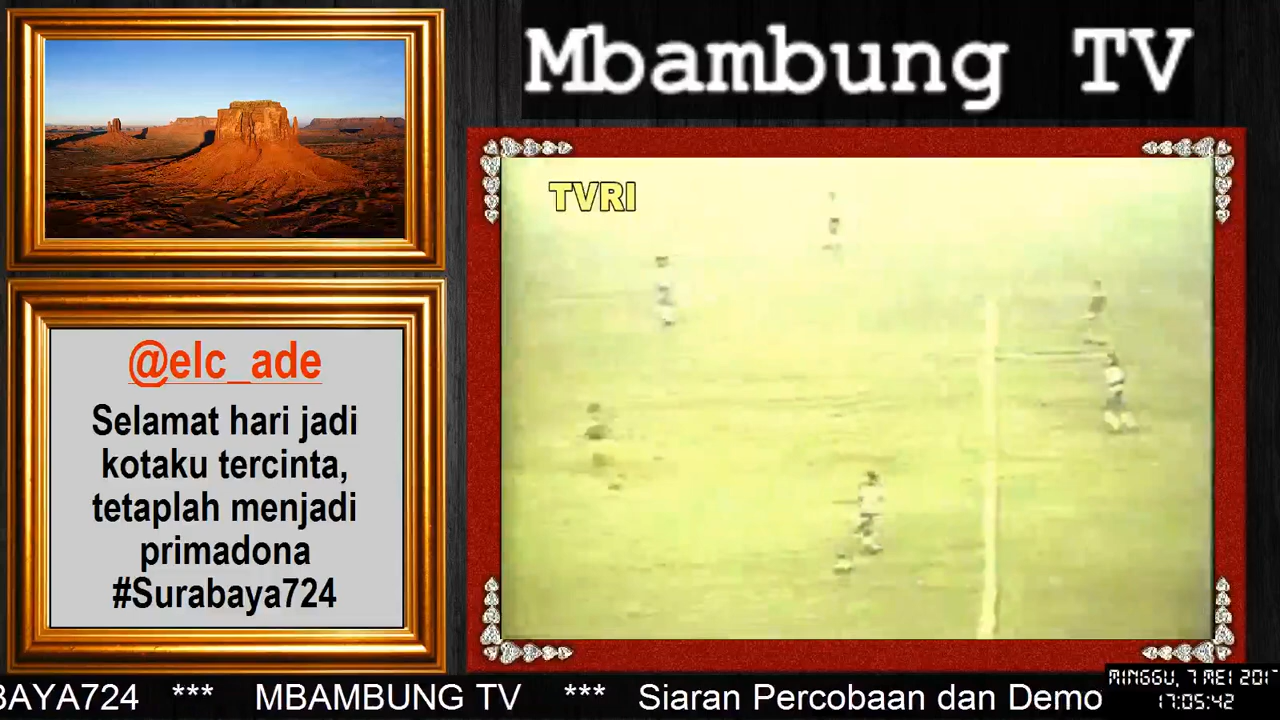 Mbambung TV
TVRI
@elc_ade
Selamat hari jadi
kotaku tercinta,
tetaplah menjadi
primadona
#Surabaya724
BAYA724 *** MBAMBUNG TV *** Siaran Percobaan dan Demo
MINGGU, 7 MEI 2017
17:05:42